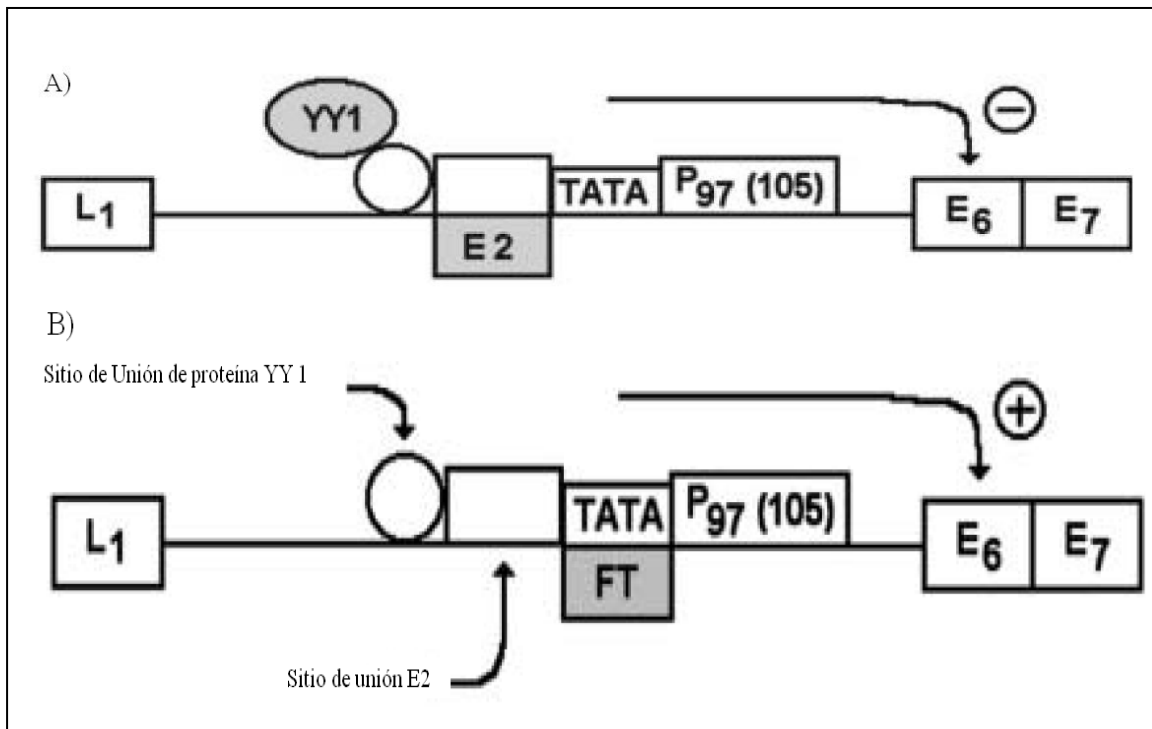 A)
YY1
L1
TATA
P97 (105)
E2
E6
E7
B)
Sitio de Unión de proteína YY 1
L1
TATA
P97 (105)
E6
E7
FT
Sitio de unión E2